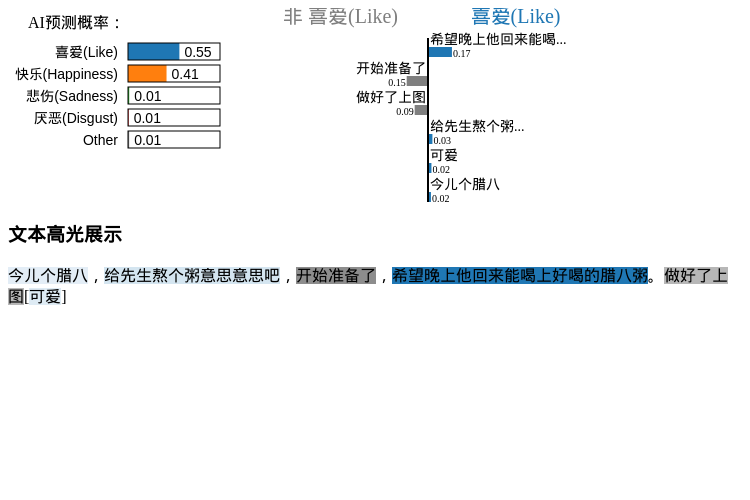 AI预测概率：
喜爱(Like) 0.55
快乐(Happiness) 0.41
悲伤(Sadness) 0.01
厌恶(Disgust) 0.01
Other 0.01
非 喜爱(Like) 喜爱(Like)
希望晚上他回来能喝...
0.17
开始准备了
0.15
做好了上图
0.09
给先生熬个粥...
0.03
可爱
0.02
今儿个腊八
0.02
文本高光展示
今儿个腊八，给先生熬个粥意思意思吧，开始准备了，希望晚上他回来能喝上好喝的腊八粥。做好了上
图[可爱]